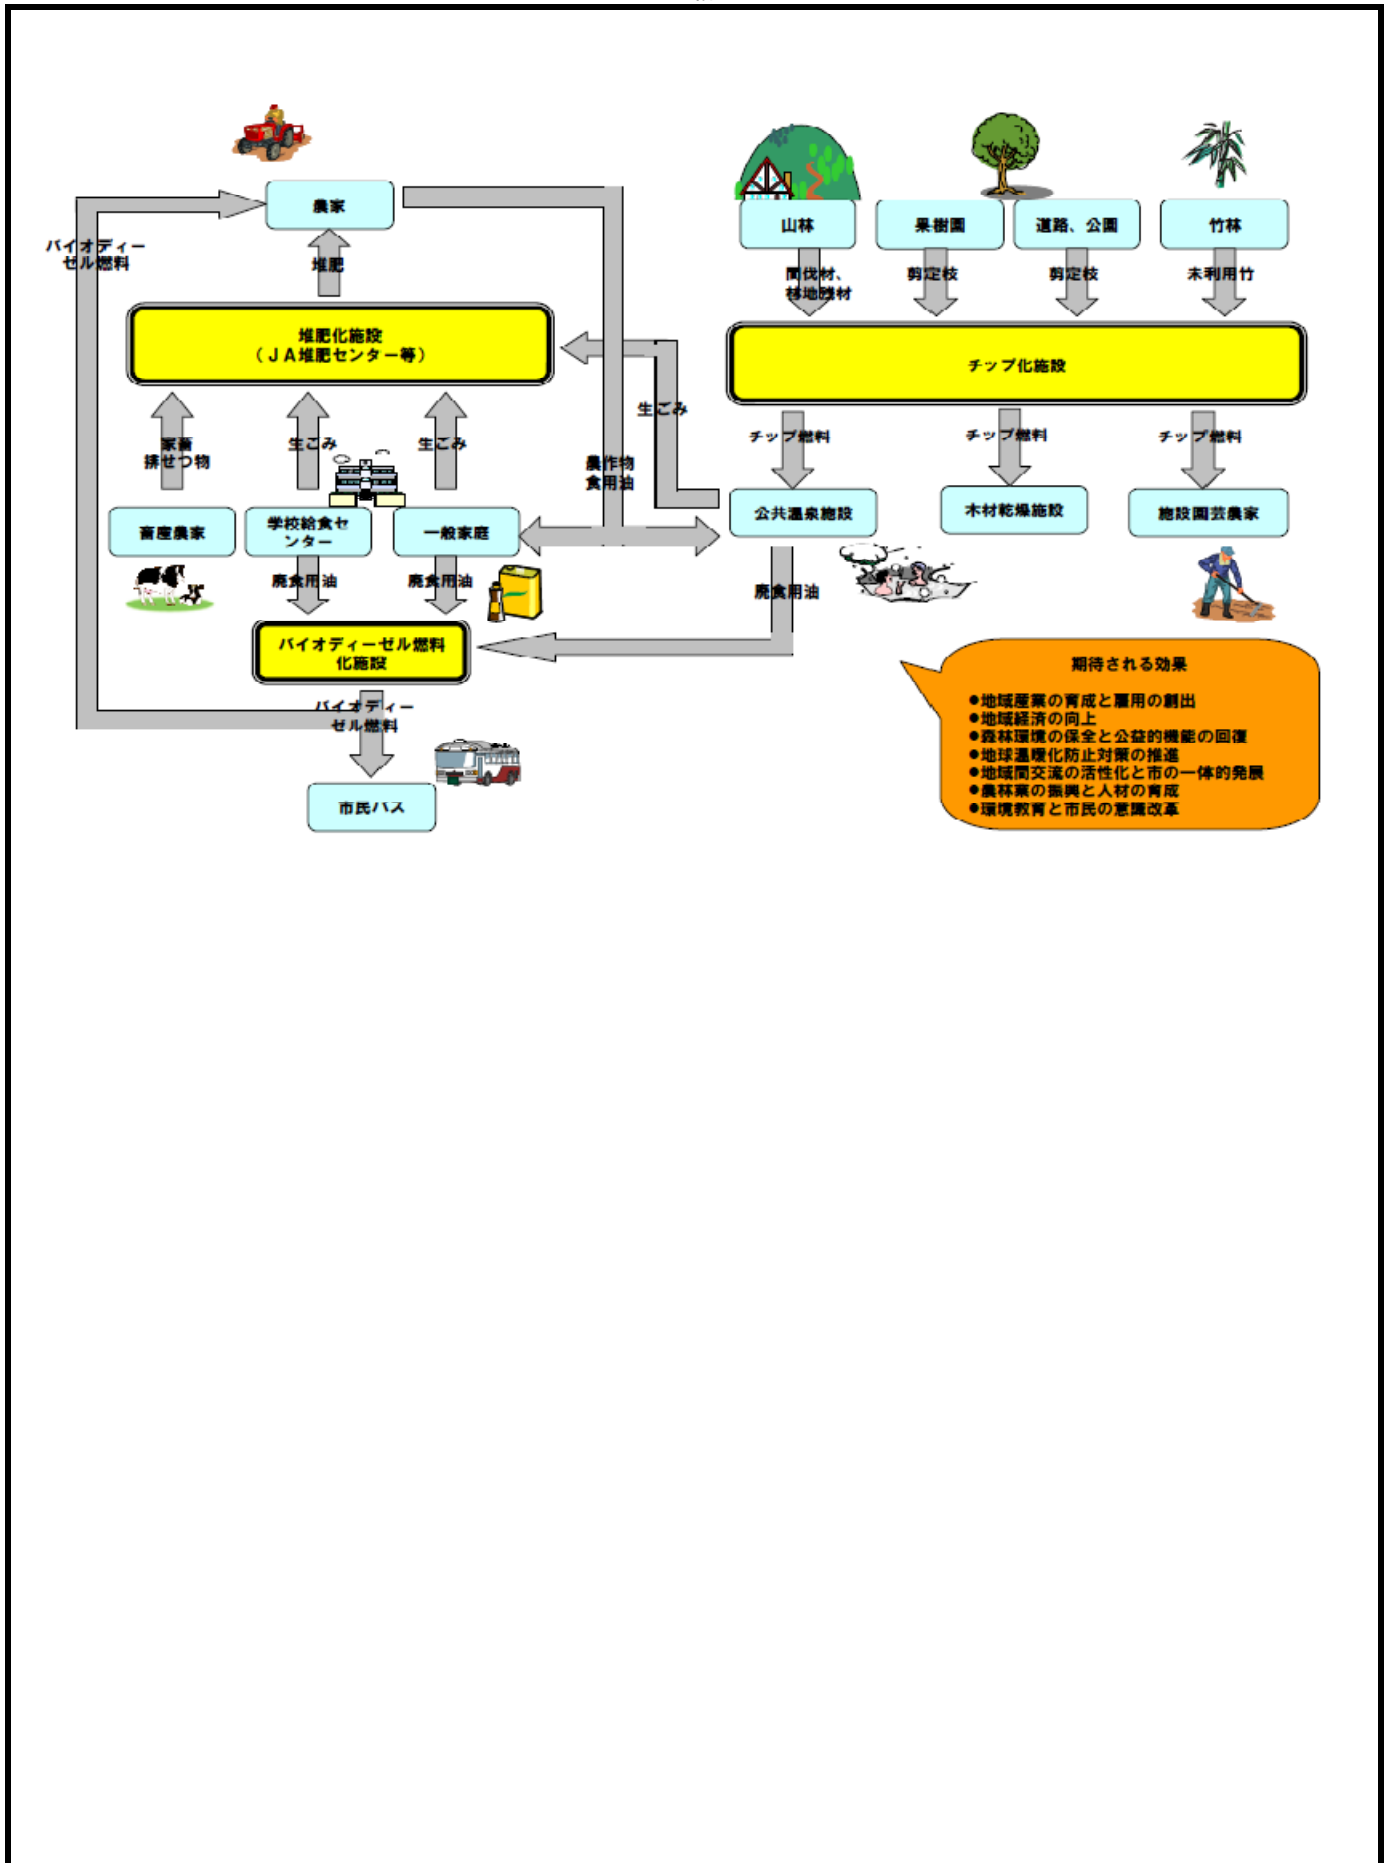 農家
バイオディー
ゼル燃料
堆肥
堆肥化施設
（ＪＡ堆肥センター等）
家畜
排せつ物
生ごみ
生ごみ
農作物
食用油
生ごみ
畜産農家
学校給食セ
ンター
一般家庭
廃食用油
廃食用油
バイオディーゼル燃料
化施設
バイオディー
ゼル燃料
市民バス
山林
果樹園
道路、公園
竹林
間伐材、
林地残材
剪定枝
剪定枝
未利用竹
チップ化施設
チップ燃料
チップ燃料
チップ燃料
公共温泉施設
木材乾燥施設
施設園芸農家
廃食用油
期待される効果
●地域産業の育成と雇用の創出
●地域経済の向上
●森林環境の保全と公益的機能の回復
●地球温暖化防止対策の推進
●地域間交流の活性化と市の一体的発展
●農林業の振興と人材の育成
●環境教育と市民の意識改革